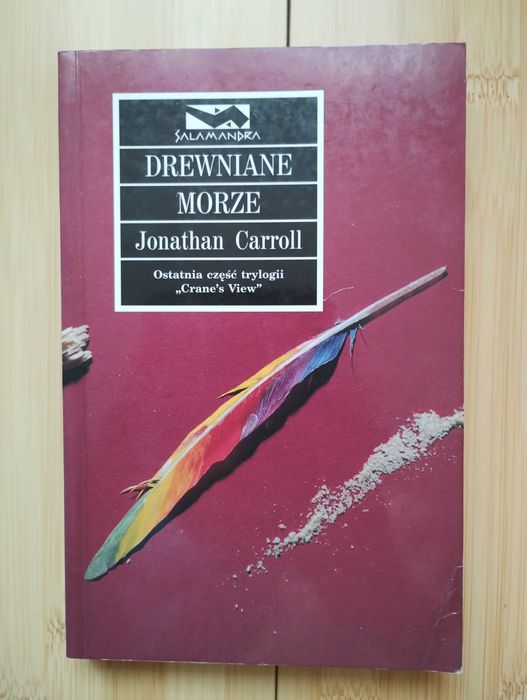 SALAMANDRA
DREWNIANE
MORZE
Jonathan Carroll
Ostatnia część trylogii
„Crane's View”